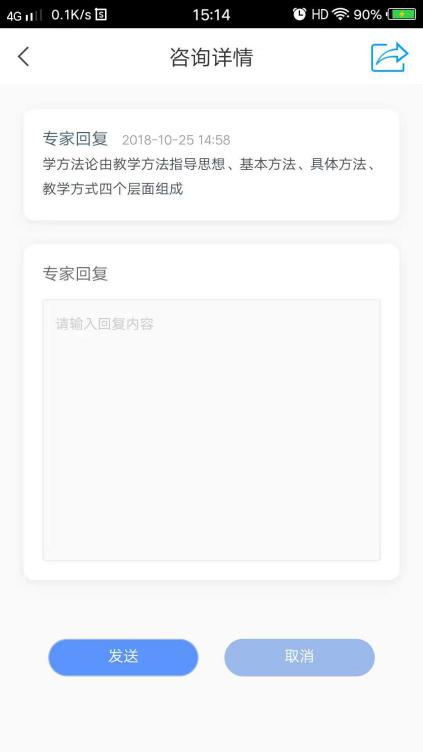 4G 0.1K/s 15:14 HD 90%
咨询详情
专家回复 2018-10-25 14:58
学方法论由教学方法指导思想、基本方法、具体方法、
教学方式四个层面组成
专家回复
请输入回复内容
发送 取消